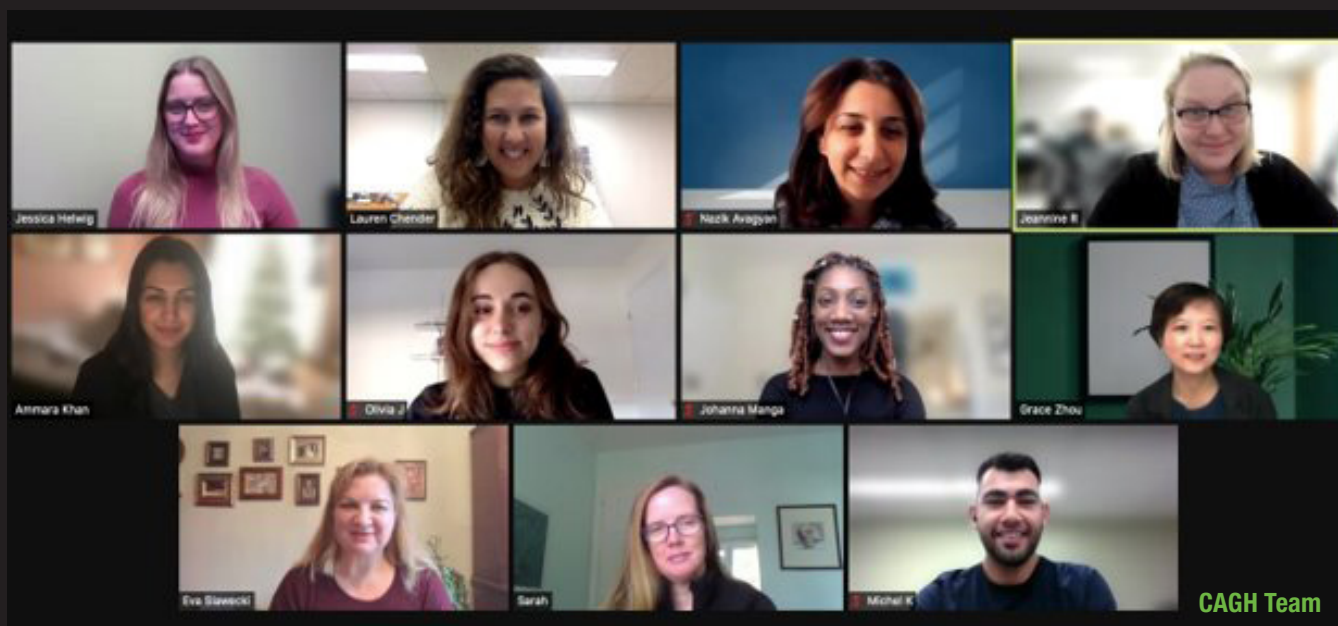 Jessica Helwig
Lauren Chender
Nazik Avagyan
Jeannine R
Ammara Khan
Olivia J
Johanna Manga
Grace Zhou
Eva Slawecki
Sarah
Michel K
CAGH Team